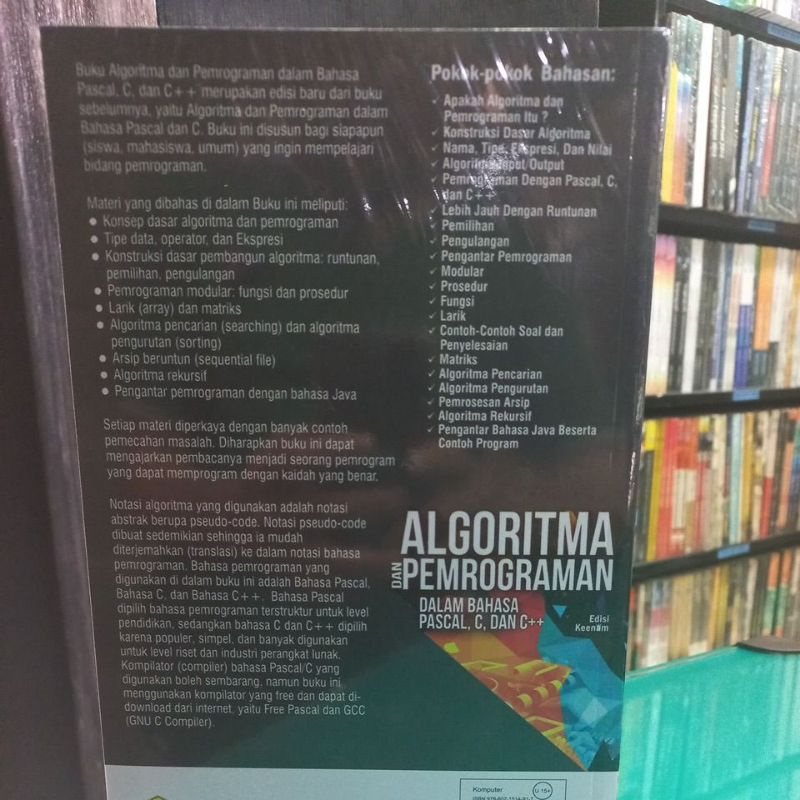 Buku Algoritma dan Pemrograman dalam Bahasa
Pascal, C, dan C++ merupakan edisi baru dari buku
sebelumnya, yaitu Algoritma dan Pemrograman dalam
Bahasa Pascal dan C. Buku ini disusun bagi siapapun
(siswa, mahasiswa, umum) yang ingin mempelajari
bidang pemrograman.
Materi yang dibahas di dalam Buku ini meliputi:
● Konsep dasar algoritma dan pemrograman
● Tipe data, operator, dan Ekspresi
● Konstruksi dasar pembangun algoritma: runtunan,
pemilihan, pengulangan
● Pemrograman modular: fungsi dan prosedur
● Larik (array) dan matriks
● Algoritma pencarian (searching) dan algoritma
pengurutan (sorting)
● Arsip beruntun (sequential file)
● Algoritma rekursif
● Pengantar pemrograman dengan bahasa Java
Setiap materi diperkaya dengan banyak contoh
pemecahan masalah. Diharapkan buku ini dapat
mengajarkan pembacanya menjadi seorang pemrogram
yang dapat memprogram dengan kaidah yang benar.
Notasi algoritma yang digunakan adalah notasi
abstrak berupa pseudo-code. Notasi pseudo-code
dibuat sedemikian sehingga ia mudah
diterjemahkan (translasi) ke dalam notasi bahasa
pemrograman. Bahasa pemrograman yang
digunakan di dalam buku ini adalah Bahasa Pascal,
Bahasa C, dan Bahasa C++. Bahasa Pascal
dipilih bahasa pemrograman terstruktur untuk level
pendidikan, sedangkan bahasa C dan C++ dipilih
karena populer, simpel, dan banyak digunakan
untuk level riset dan industri perangkat lunak.
Kompilator (compiler) bahasa Pascal/C yang
digunakan boleh sembarang, namun buku ini
menggunakan kompilator yang free dan dapat di-
download dari internet, yaitu Free Pascal dan GCC
(GNU C Compiler).
Pokok-pokok Bahasan:
✓ Apakah Algoritma dan
Pemrograman Itu ?
✓ Konstruksi Dasar Algoritma
✓ Nama, Tipe, Ekspresi, Dan Nilai
✓ Algoritma Input/Output
✓ Pemrograman Dengan Pascal, C,
dan C++
✓ Lebih Jauh Dengan Runtunan
✓ Pemilihan
✓ Pengulangan
✓ Pengantar Pemrograman
✓ Modular
✓ Prosedur
✓ Fungsi
✓ Larik
✓ Contoh-Contoh Soal dan
Penyelesaian
✓ Matriks
✓ Algoritma Pencarian
✓ Algoritma Pengurutan
✓ Pemrosesan Arsip
✓ Algoritma Rekursif
✓ Pengantar Bahasa Java Beserta
Contoh Program
ALGORITMA
DAN PEMROGRAMAN
DALAM BAHASA
PASCAL, C, DAN C++
Edisi
Keenam
Komputer
U 15+